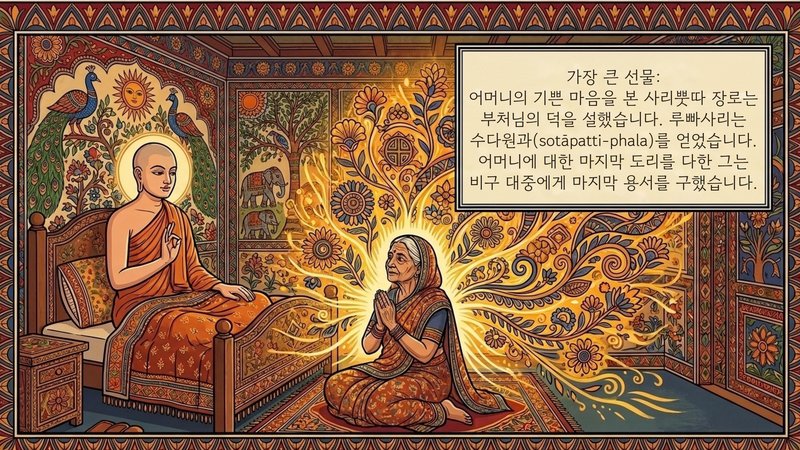 가장 큰 선물:
어머니의 기쁜 마음을 본 사리뿟따 장로는
부처님의 덕을 설했습니다. 루빠사리는
수다원과(sotāpatti-phala)를 얻었습니다.
어머니에 대한 마지막 도리를 다한 그는
비구 대중에게 마지막 용서를 구했습니다.